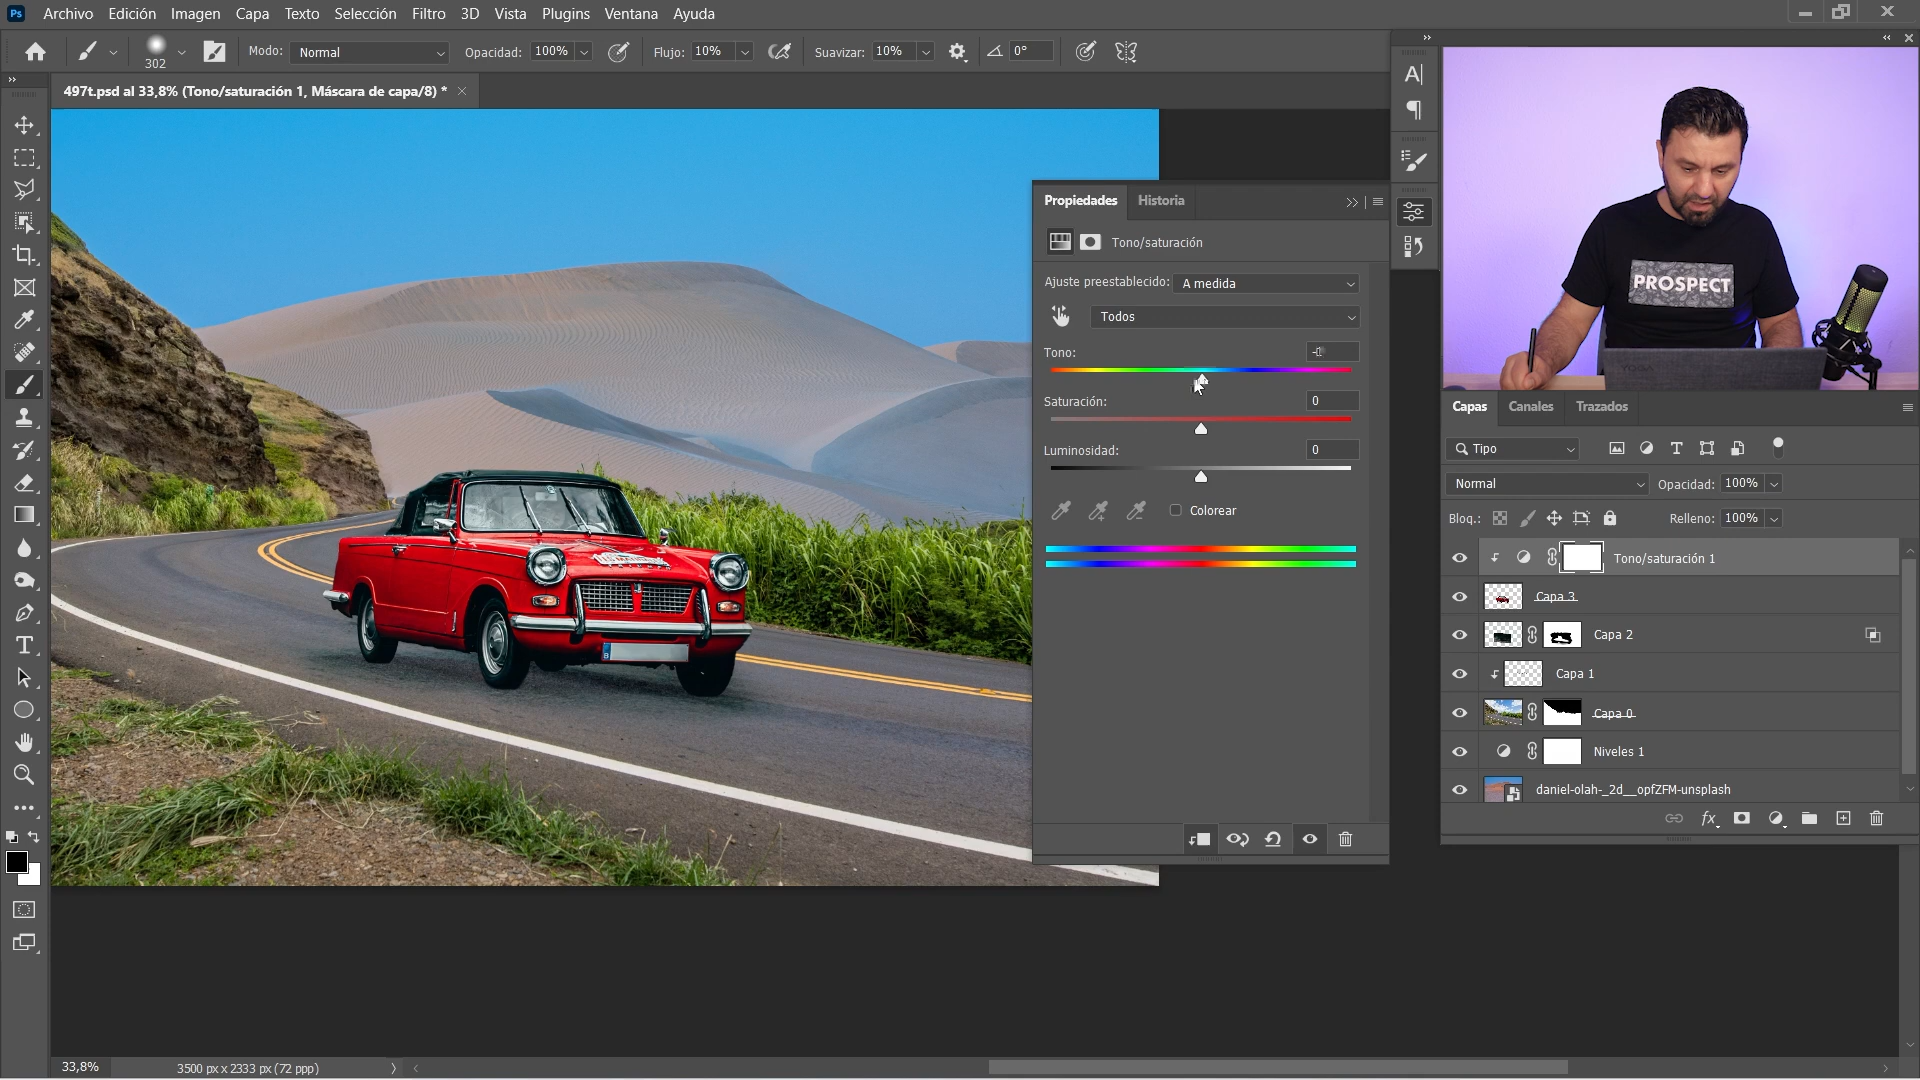 Ps Archivo Edición Imagen Capa Texto Selección Filtro 3D Vista Plugins Ventana Ayuda
302 Modo: Normal Opacidad: 100% Flujo: 10% Suavizar: 10% 0°
497t.psd al 33,8% (Tono/saturación 1, Máscara de capa/8) *
Propiedades Historia
Tono/saturación
Ajuste preestablecido: A medida
Todos
Tono:
Saturación: 0
Luminosidad: 0
Colorear
PROSPECT
YOGA
Capas Canales Trazados
Tipo
Normal Opacidad: 100%
Bloq.: Relleno: 100%
Tono/saturación 1
Capa 3
Capa 2
Capa 1
Capa 0
Niveles 1
daniel-olah-_2d__opfZFM-unsplash
fx
33,8% 3500 px x 2333 px (72 ppp)